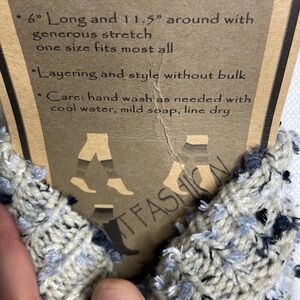 * 6" Long and 11.5" around with
generous stretch
one size fits most all
*Layering and style without bulk
* Care: hand wash as needed with
cool water, mild soap, line dry
T FASHION